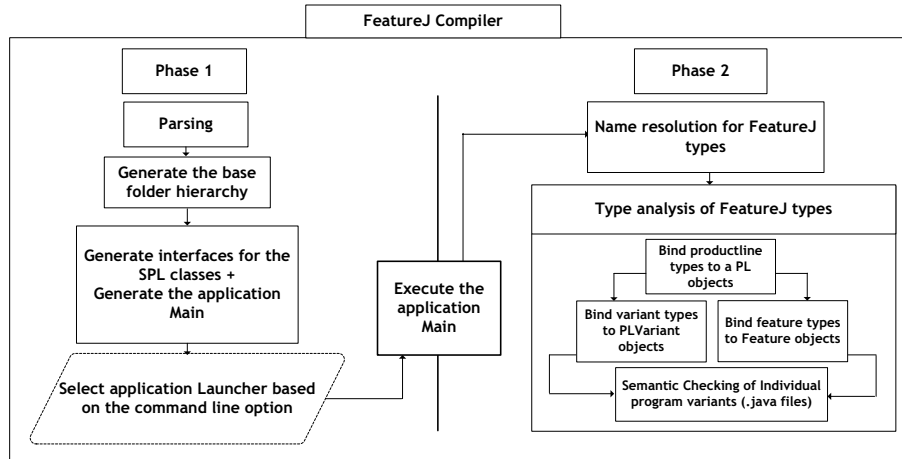 FeatureJ Compiler
Phase 1
Parsing
Generate the base
folder hierarchy
Generate interfaces for the
SPL classes +
Generate the application
Main
Select application Launcher based
on the command line option
Execute the
application
Main
Phase 2
Name resolution for FeatureJ
types
Type analysis of FeatureJ types
Bind productline
types to a PL
objects
Bind variant types
to PLVariant
objects
Bind feature types
to Feature objects
Semantic Checking of Individual
program variants (.java files)